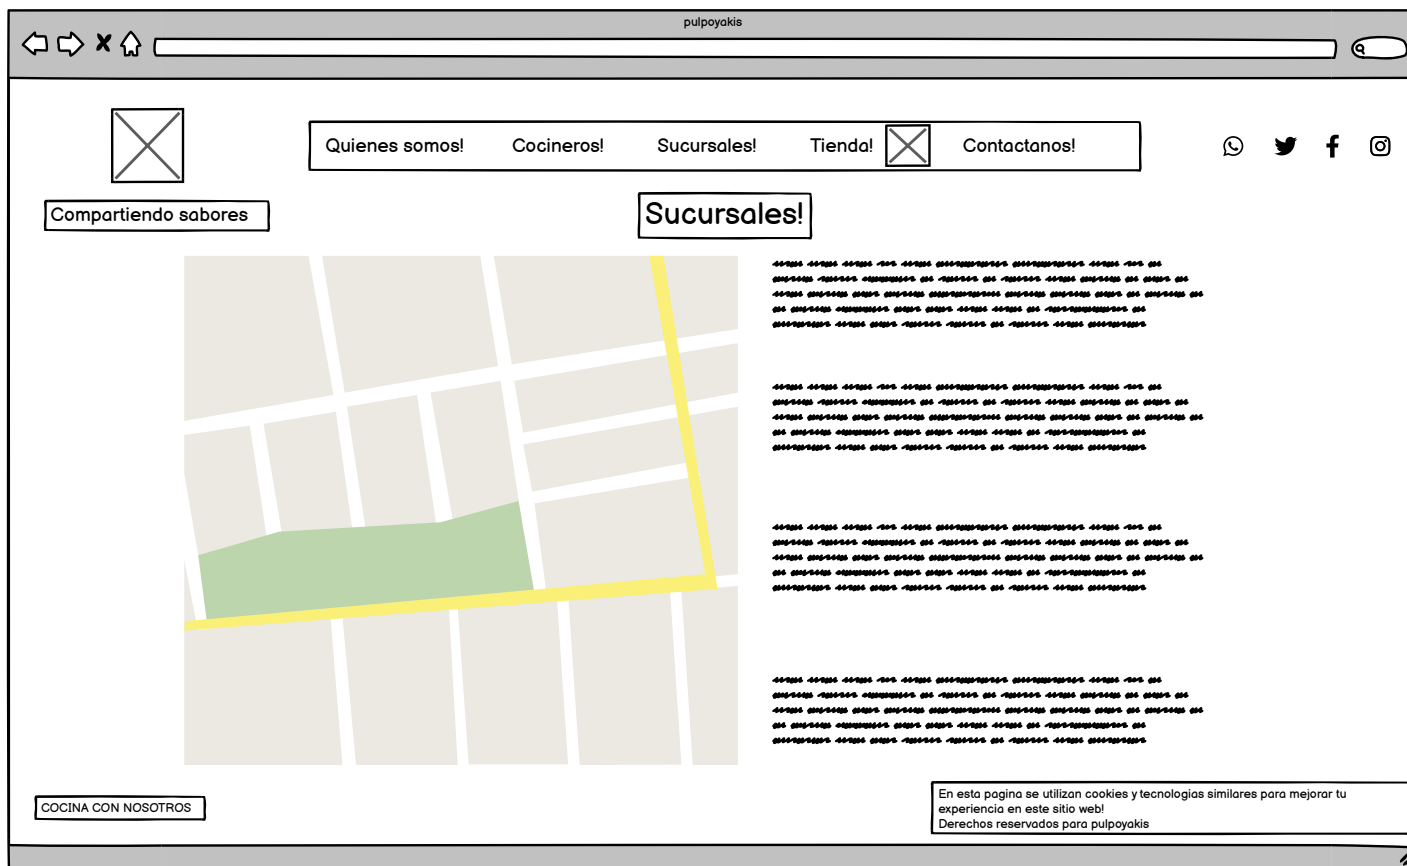 pulpoyakis
Quienes somos! Cocineros! Sucursales! Tienda! Contactanos!
Compartiendo sabores
Sucursales!
COCINA CON NOSOTROS
En esta pagina se utilizan cookies y tecnologias similares para mejorar tu
experiencia en este sitio web!
Derechos reservados para pulpoyakis